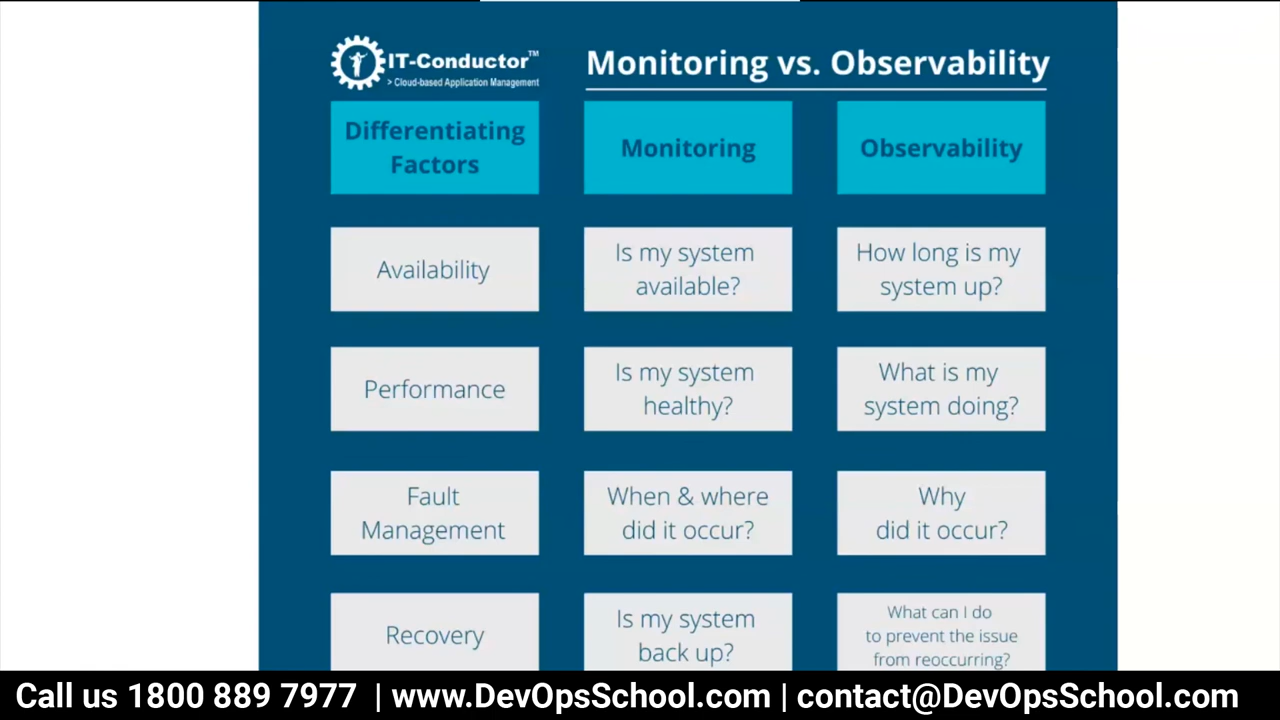 IT-Conductor™
> Cloud-based Application Management
Monitoring vs. Observability
Differentiating
Factors
Monitoring
Observability
Availability
Is my system
available?
How long is my
system up?
Performance
Is my system
healthy?
What is my
system doing?
Fault
Management
When & where
did it occur?
Why
did it occur?
Recovery
Is my system
back up?
What can I do
to prevent the issue
from reoccurring?
Call us 1800 889 7977 | www.DevOpsSchool.com | contact@DevOpsSchool.com